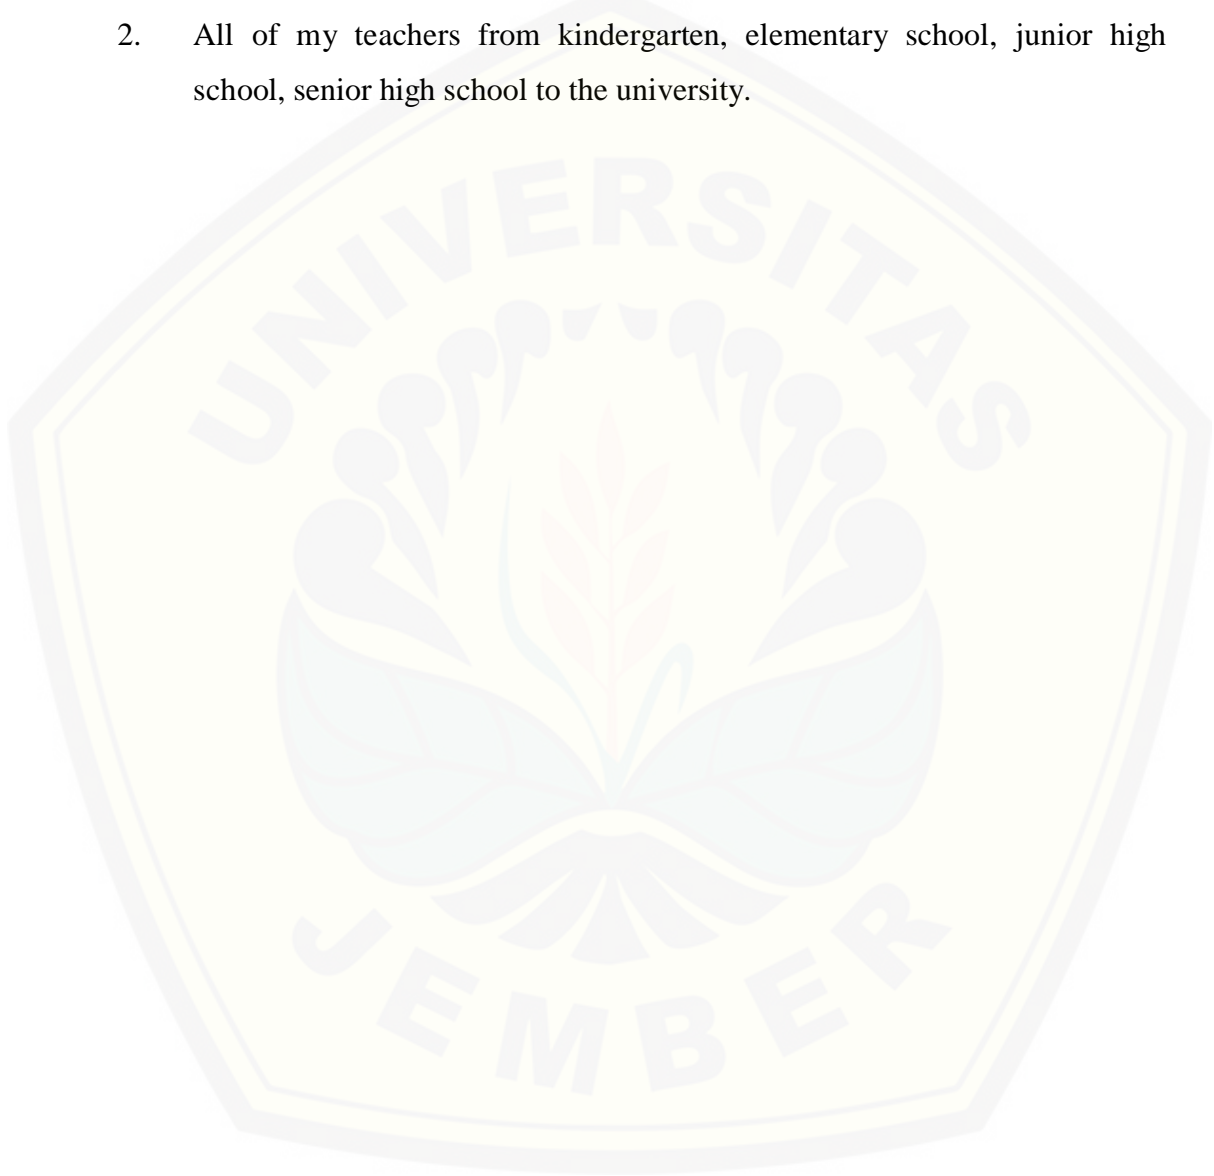 2. All of my teachers from kindergarten, elementary school, junior high
school, senior high school to the university.
UNIVERSITAS
JEMBER